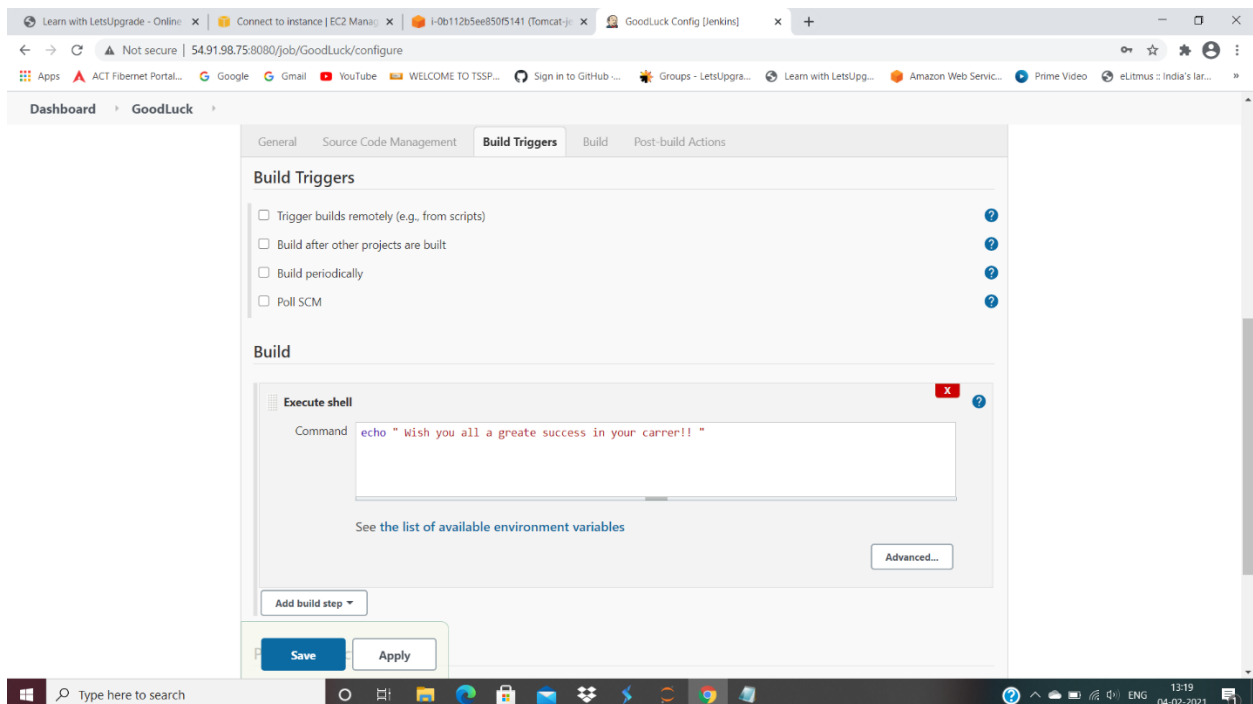 Learn with LetsUpgrade - Online
Connect to instance | EC2 Manag
i-0b112b5ee850f5141 (Tomcat-je
GoodLuck Config [Jenkins]
Not secure | 54.91.98.75:8080/job/GoodLuck/configure
Apps ACT Fibernet Portal... Google Gmail YouTube WELCOME TO TSSP... Sign in to GitHub ·... Groups - LetsUpgra... Learn with LetsUpg... Amazon Web Servic... Prime Video eLitmus :: India's lar... »
Dashboard GoodLuck
General Source Code Management Build Triggers Build Post-build Actions
Build Triggers
Trigger builds remotely (e.g., from scripts)
Build after other projects are built
Build periodically
Poll SCM
Build
X
Execute shell
Command echo " Wish you all a greate success in your carrer!! "
See the list of available environment variables
Advanced...
Add build step
Save Apply
Type here to search
ENG
13:19
04-02-2021